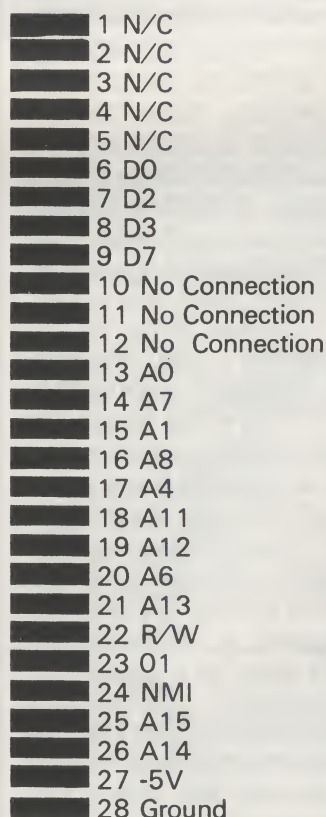 1 N/C
2 N/C
3 N/C
4 N/C
5 N/C
6 D0
7 D2
8 D3
9 D7
10 No Connection
11 No Connection
12 No Connection
13 A0
14 A7
15 A1
16 A8
17 A4
18 A11
19 A12
20 A6
21 A13
22 R/W
23 01
24 NMI
25 A15
26 A14
27 -5V
28 Ground